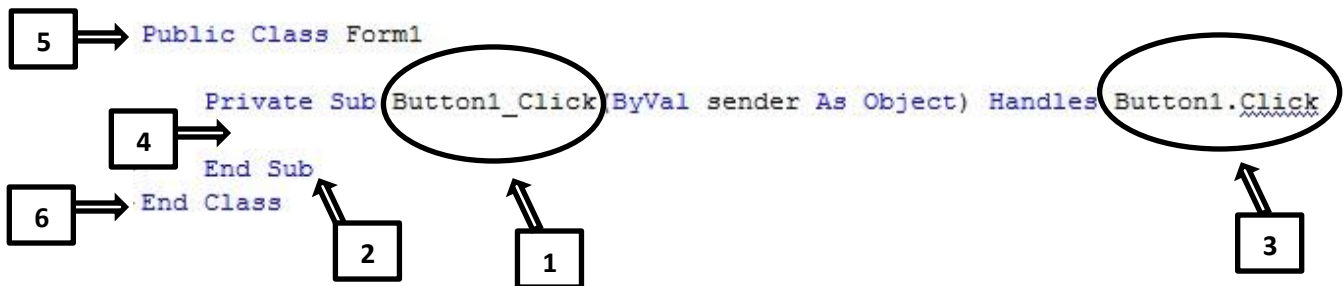 5 Public Class Form1
Private Sub Button1_Click(ByVal sender As Object) Handles Button1.Click
4
End Sub
6 End Class
2 1 3